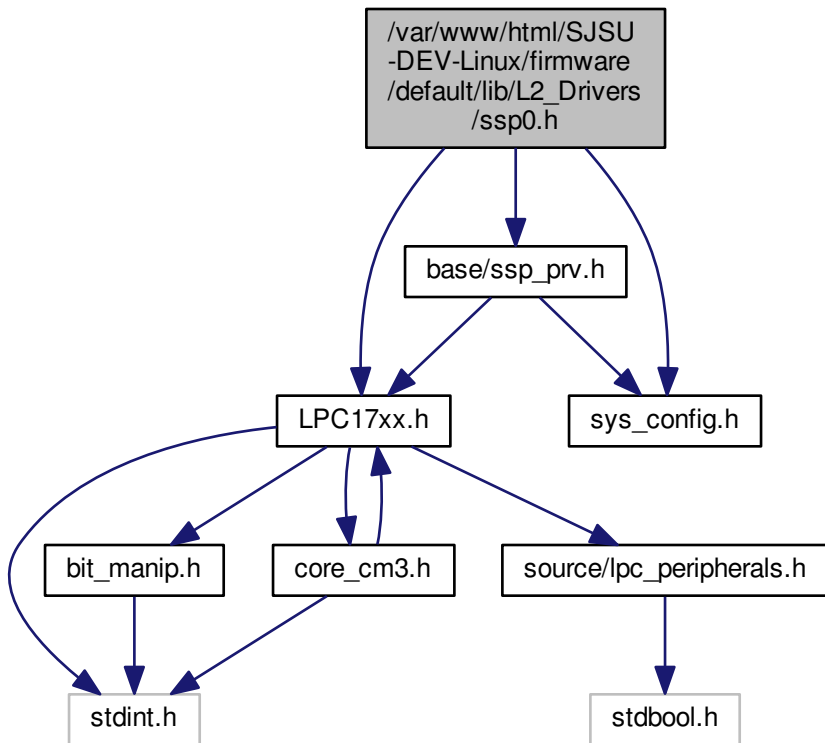 /var/www/html/SJSU
-DEV-Linux/firmware
/default/lib/L2_Drivers
/ssp0.h
base/ssp_prv.h
LPC17xx.h
sys_config.h
bit_manip.h
core_cm3.h
source/lpc_peripherals.h
stdint.h
stdbool.h